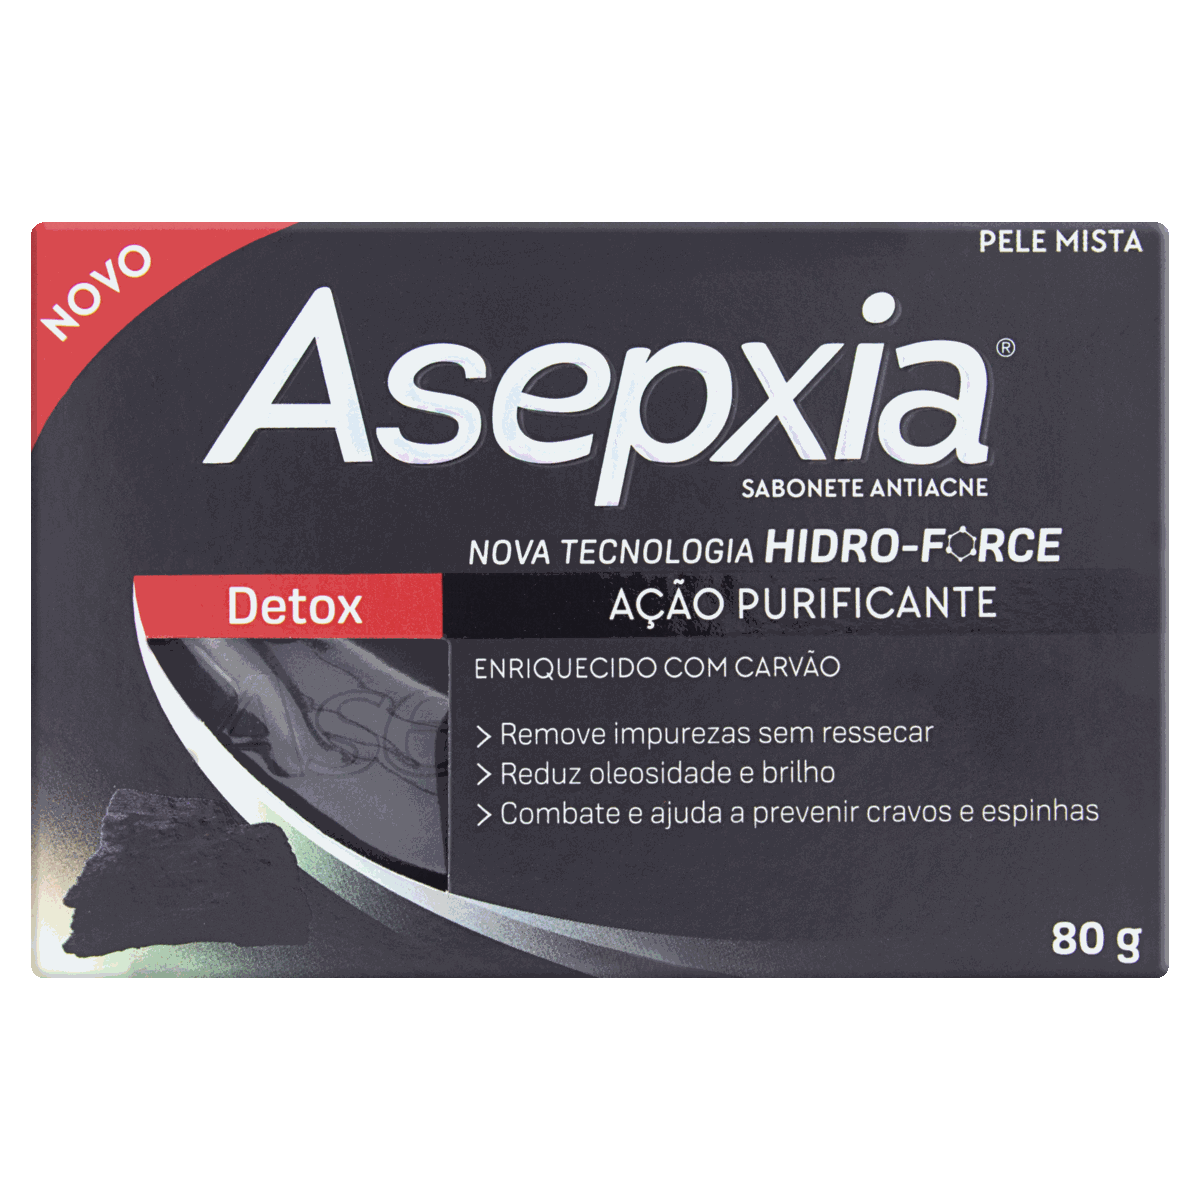 NOVO
PELE MISTA
Asepxia®
SABONETE ANTIACNE
NOVA TECNOLOGIA HIDRO-FORCE
Detox
AÇÃO PURIFICANTE
ENRIQUECIDO COM CARVÃO
> Remove impurezas sem ressecar
> Reduz oleosidade e brilho
> Combate e ajuda a prevenir cravos e espinhas
80 g